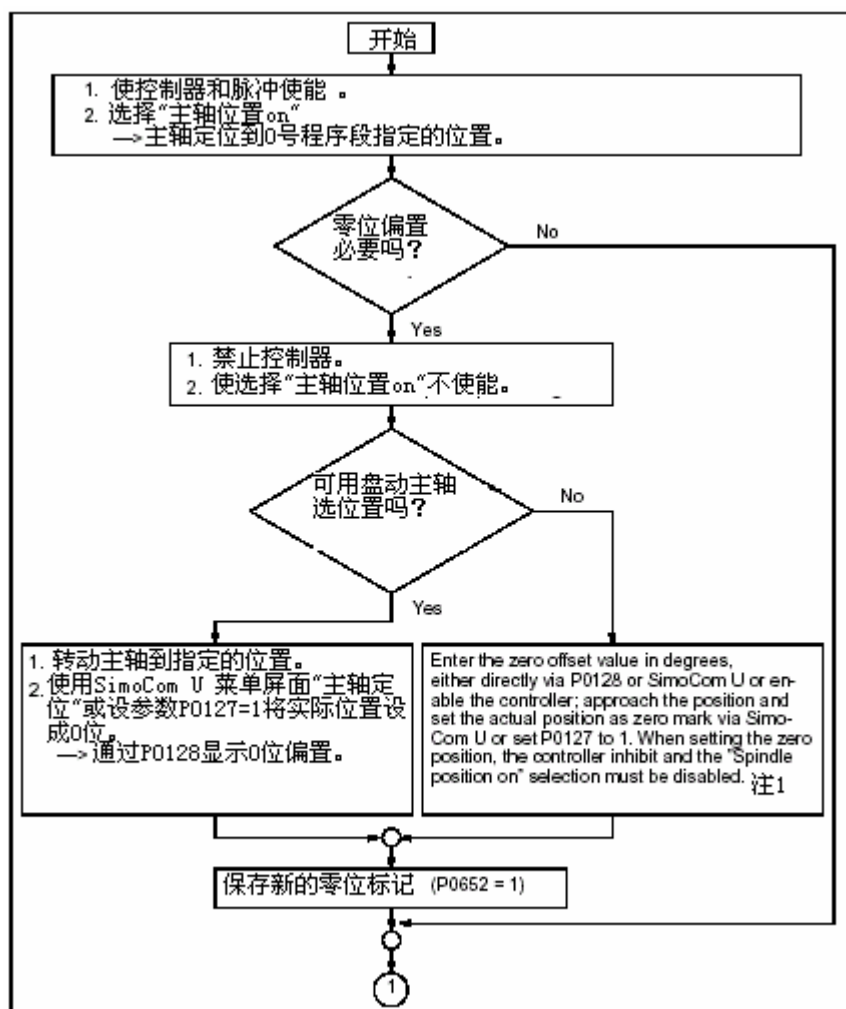 开始
1. 使控制器和脉冲使能 。
2. 选择"主轴位置on"
—>主轴定位到0号程序段指定的位置。
零位偏置
必要吗?
No
Yes
1. 禁止控制器。
2. 使选择"主轴位置on"不使能。
可用盘动主轴
选位置吗?
No
Yes
1. 转动主轴到指定的位置。
2. 使用SimoCom U 菜单屏面"主轴定
位"或设参数P0127=1将实际位置设
成0位。
—> 通过P0128显示0位偏置。
Enter the zero offset value in degrees,
either directly via P0128 or SimoCom U or en-
able the controller; approach the position and
set the actual position as zero mark via Simo-
Com U or set P0127 to 1. When setting the zero
position, the controller inhibit and the "Spindle
position on" selection must be disabled. 注1
保存新的零位标记 (P0652 = 1)
1